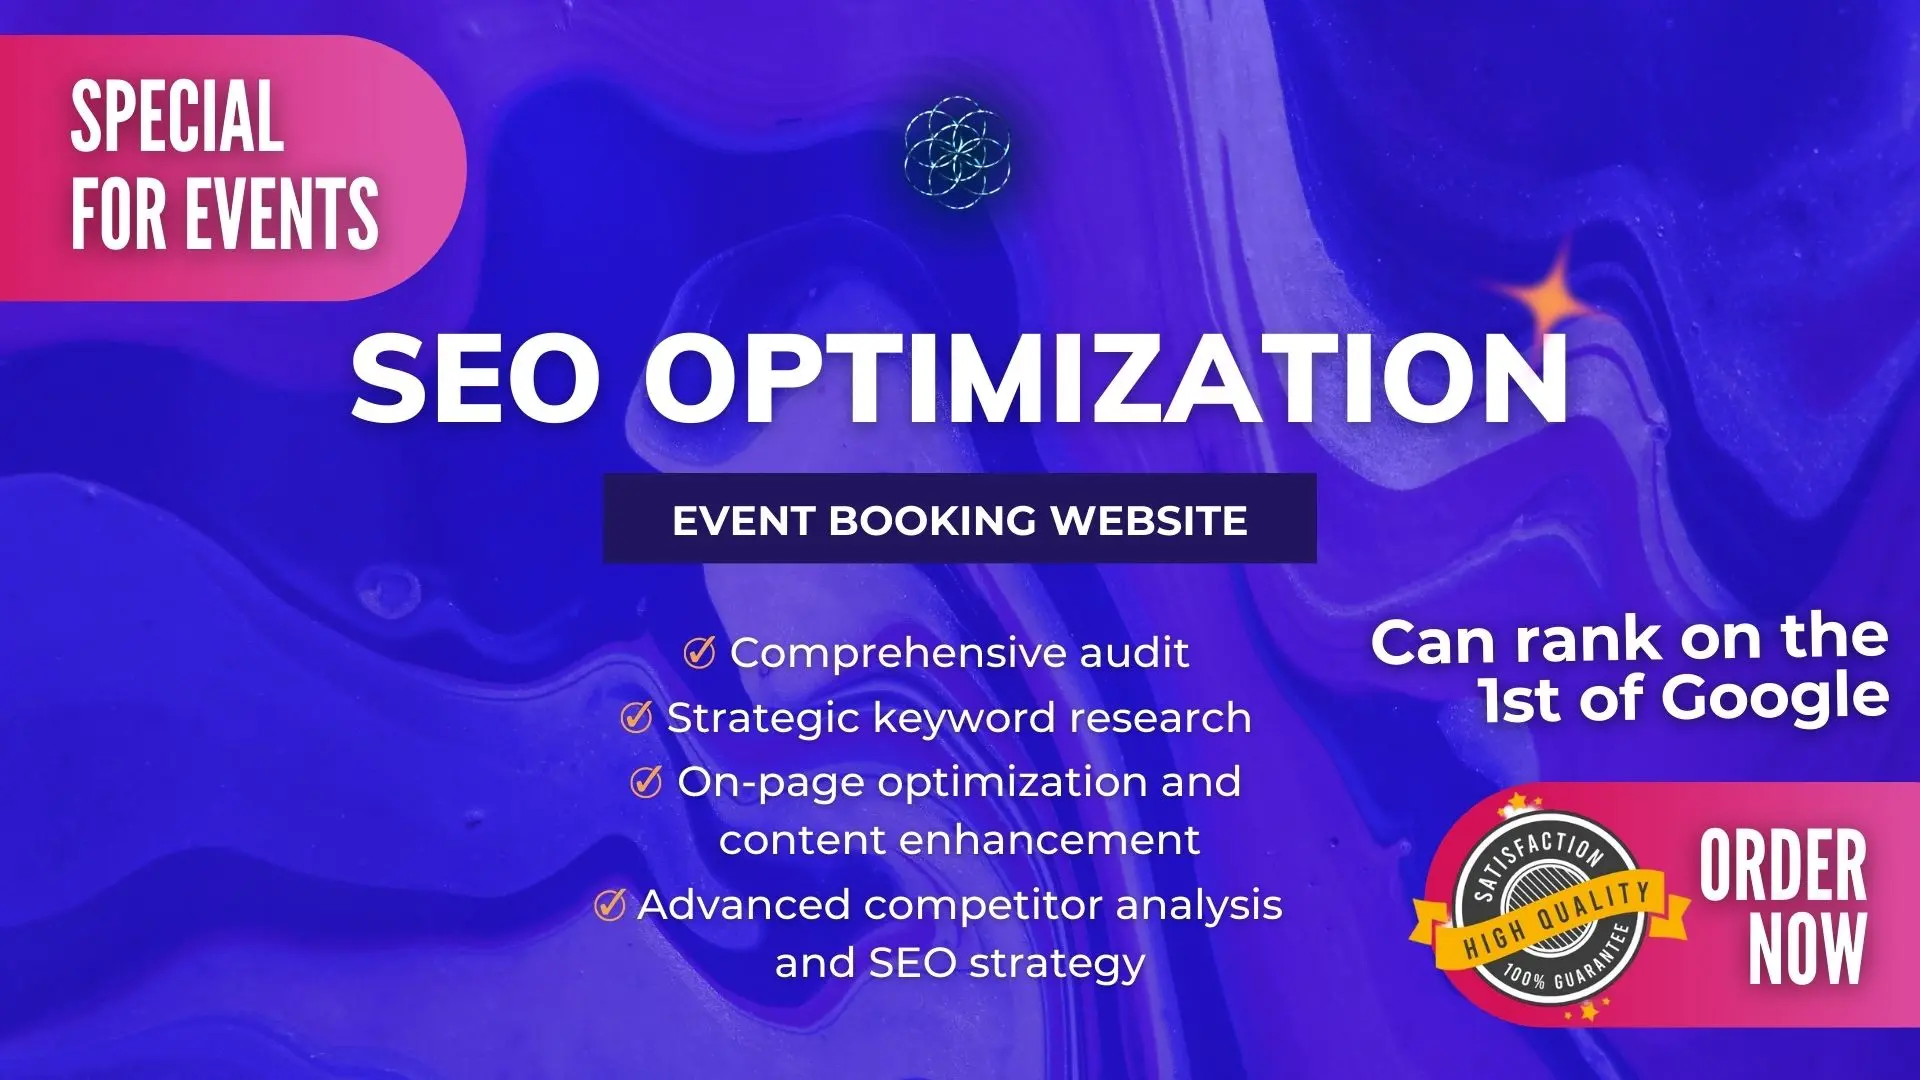 SPECIAL
FOR EVENTS
SEO OPTIMIZATION
EVENT BOOKING WEBSITE
Comprehensive audit
Strategic keyword research
On-page optimization and
content enhancement
Advanced competitor analysis
and SEO strategy
Can rank on the
1st of Google
SATISFACTION
HIGH QUALITY
100% GUARANTEE
ORDER
NOW